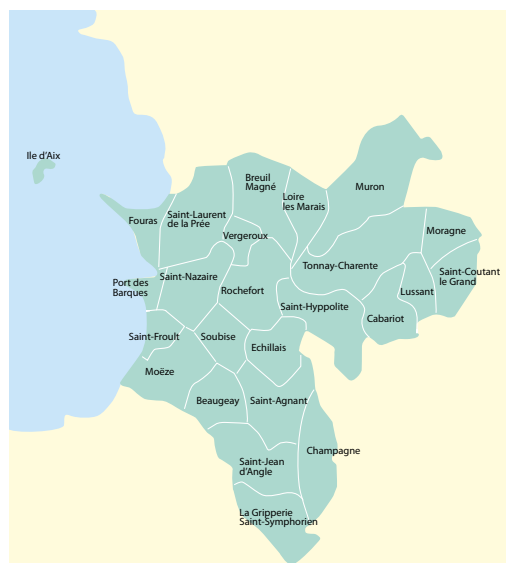 Ile d'Aix
Breuil
Magné
Muron
Loire
les Marais
Saint-Laurent
de la Prée
Fouras
Vergeroux
Moragne
Tonnay-Charente
Saint-Coutant
le Grand
Saint-Nazaire
Port des
Barques
Rochefort
Lussant
Saint-Hyppolite
Cabariot
Saint-Froult
Soubise
Echillais
Moëze
Beaugeay
Saint-Agnant
Champagne
Saint-Jean
d'Angle
La Gripperie
Saint-Symphorien